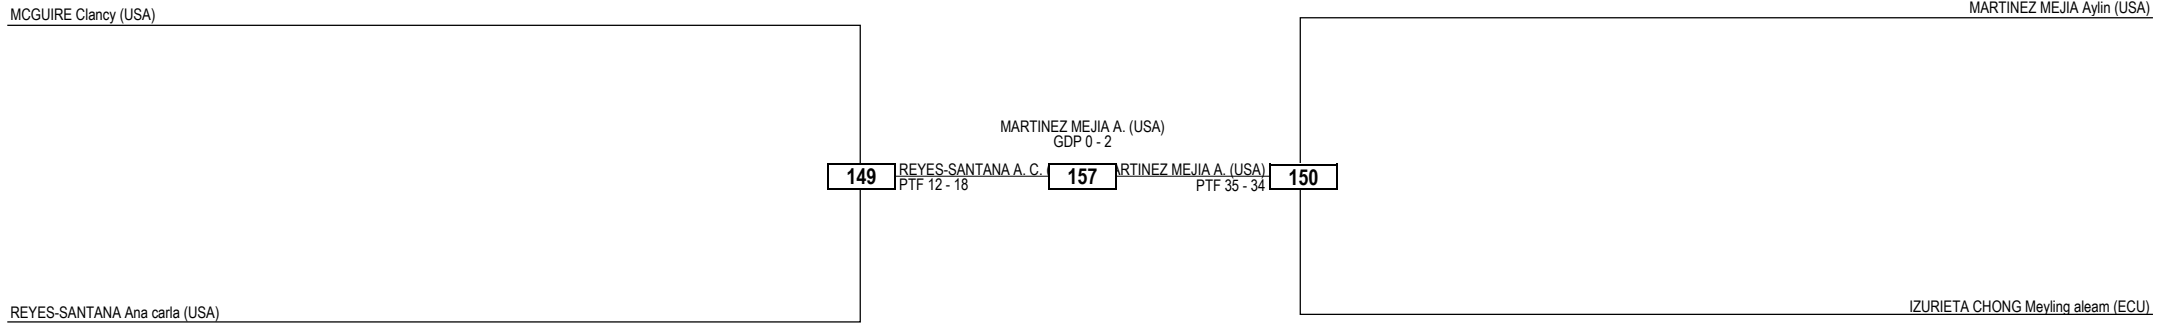 MCGUIRE Clancy (USA)
MARTINEZ MEJIA Aylin (USA)
MARTINEZ MEJIA A. (USA)
GDP 0 - 2
149
REYES-SANTANA A. C.
157
ARTINEZ MEJIA A. (USA)
150
PTF 12 - 18
PTF 35 - 34
REYES-SANTANA Ana carla (USA)
IZURIETA CHONG Meyling aleam (ECU)